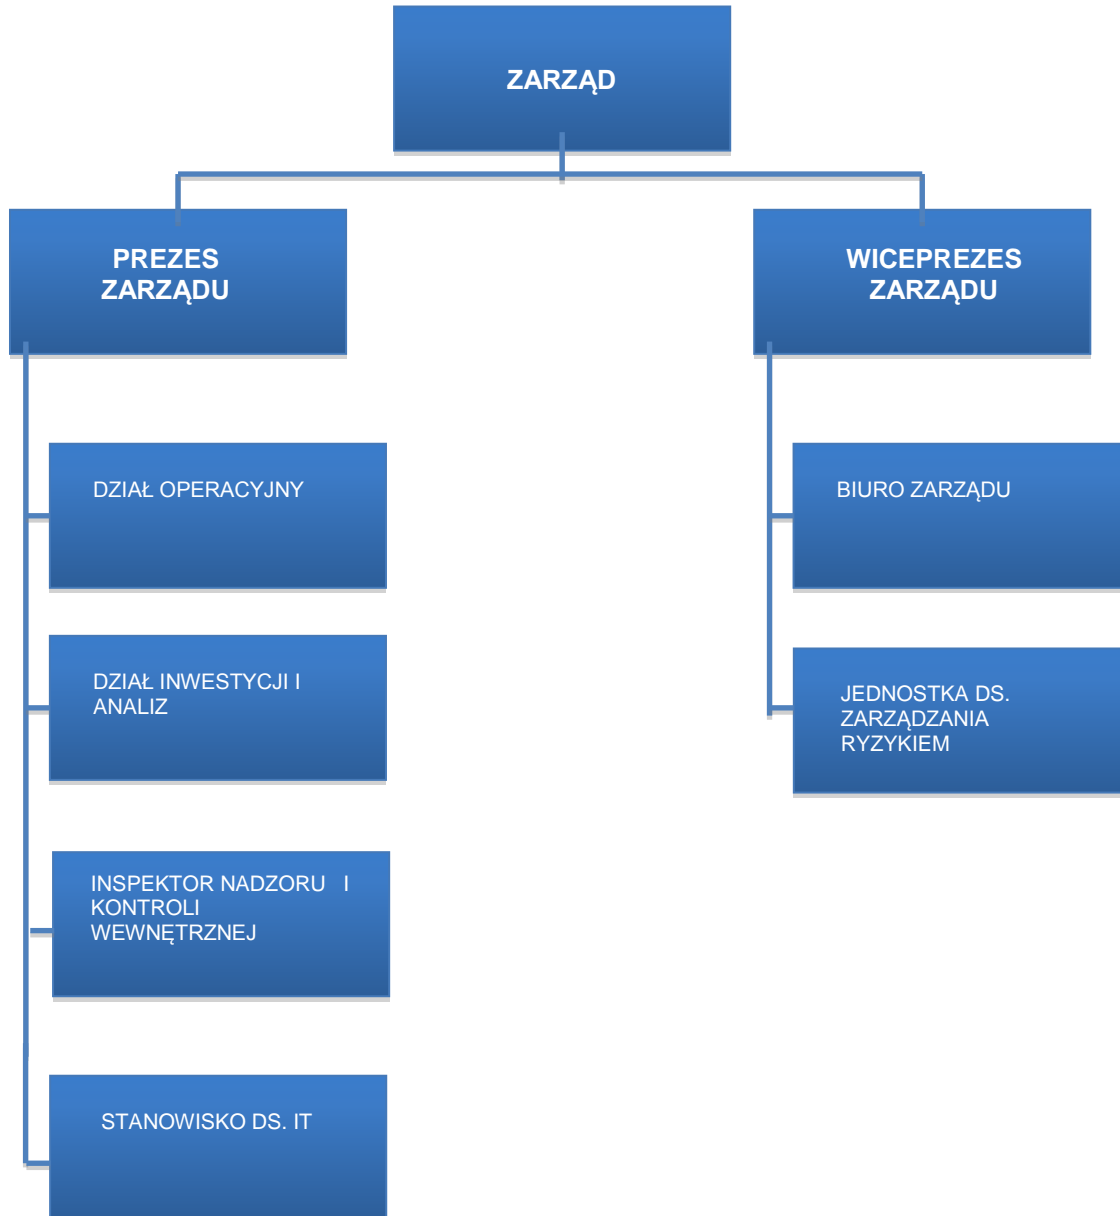 ZARZĄD
PREZES
ZARZĄDU
WICEPREZES
ZARZĄDU
DZIAŁ OPERACYJNY
DZIAŁ INWESTYCJI I
ANALIZ
INSPEKTOR NADZORU I
KONTROLI
WEWNĘTRZNEJ
STANOWISKO DS. IT
BIURO ZARZĄDU
JEDNOSTKA DS.
ZARZĄDZANIA
RYZYKIEM